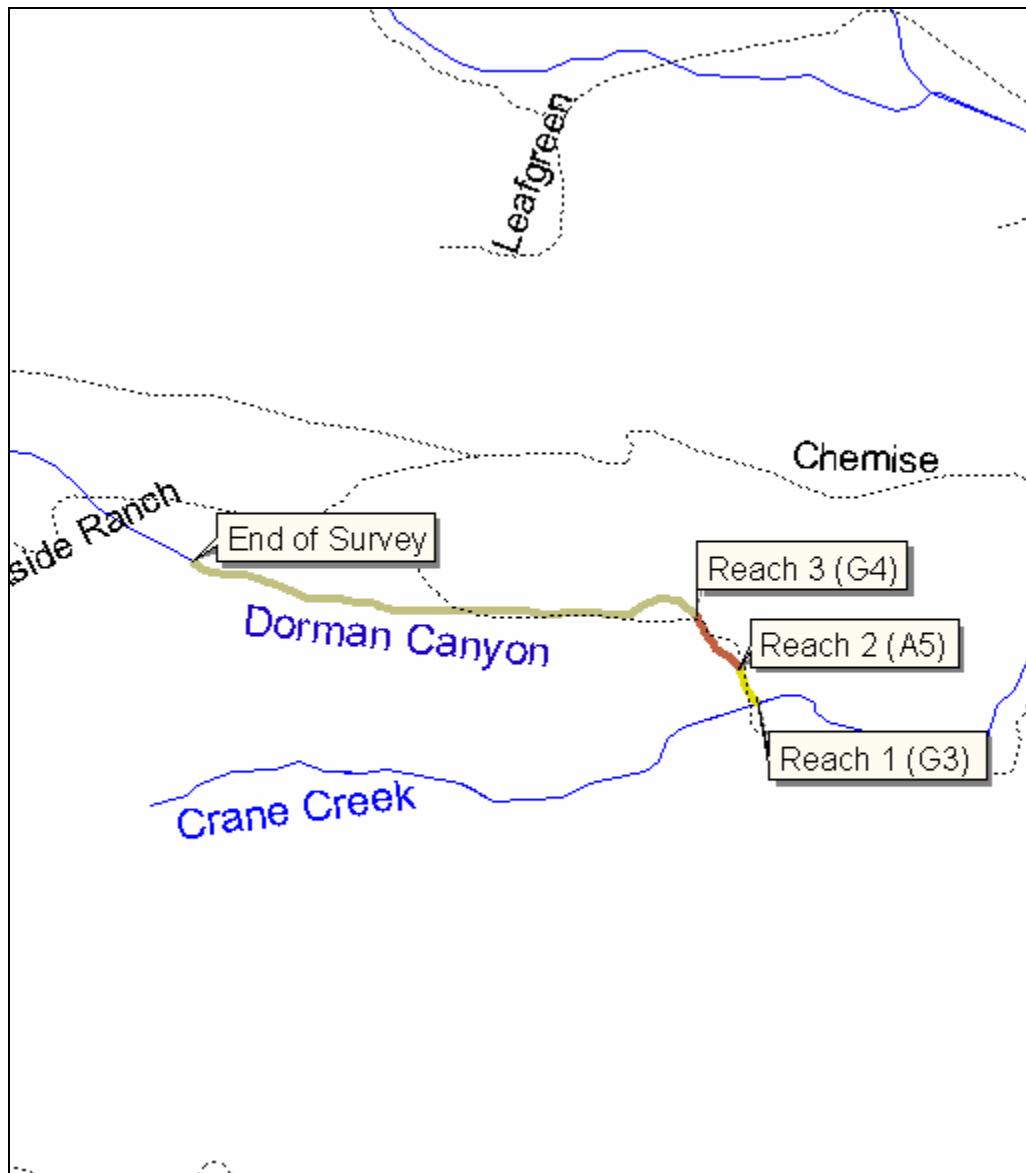 Leafgreen
Chemise
side Ranch
End of Survey
Reach 3 (G4)
Dorman Canyon
Reach 2 (A5)
Reach 1 (G3)
Crane Creek